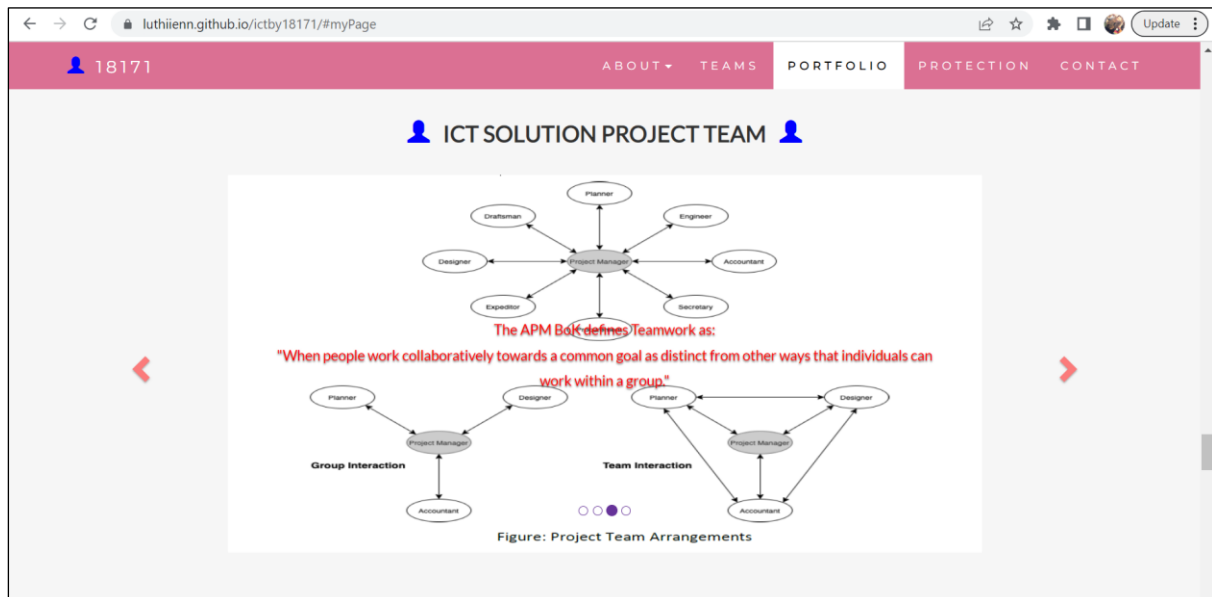 luthiienn.github.io/ictby18171/#myPage
Update
18171
ABOUT
TEAMS
PORTFOLIO
PROTECTION
CONTACT
ICT SOLUTION PROJECT TEAM
Planner
Draftsman
Engineer
Designer
Project Manager
Accountant
Expeditor
Secretary
The APM BoK defines Teamwork as:
"When people work collaboratively towards a common goal as distinct from other ways that individuals can
work within a group."
Planner
Designer
Planner
Designer
Project Manager
Project Manager
Group Interaction
Team Interaction
Accountant
Accountant
Figure: Project Team Arrangements